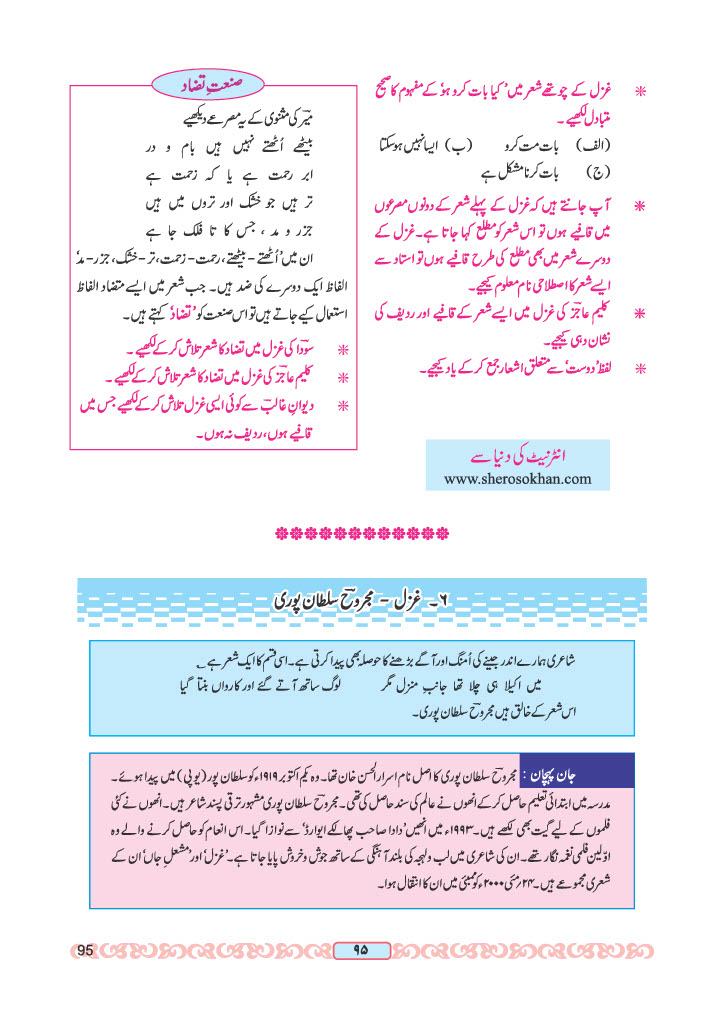 ❋ غزل کے چوتھے شعر میں ’کیا بات کرو ہو‘ کے مفہوم کا صحیح
متبادل لکھیے ۔
(الف) بات مت کرو (ب) ایسا نہیں ہوسکتا
(ج) بات کرنا مشکل ہے
❋ آپ جانتے ہیں کہ غزل کے پہلے شعر کے دونوں مصرعوں
میں قافیے ہوں تو اس شعر کو مطلع کہا جاتا ہے۔ غزل کے
دوسرے شعر میں بھی مطلع کی طرح قافیے ہوں تو استاد سے
ایسے شعر کا اصطلاحی نام معلوم کیجیے۔
❋ کلیم عاجزؔ کی غزل میں ایسے شعر کے قافیے اور ردیف کی
نشان دہی کیجیے۔
❋ لفظ ’دوست‘ سے متعلق اشعار جمع کرکے یاد کیجیے۔
انٹرنیٹ کی دنیا سے
www.sherosokhan.com
صنعتِ تضاد
میرؔ کی مثنوی کے یہ مصرعے دیکھیے
بیٹھے اُٹھتے نہیں ہیں بام و در
ابر رحمت ہے یا کہ زحمت ہے
تر ہیں جو خشک اور تروں میں ہیں
جزر و مد ، جس کا تا فلک جا ہے
ان میں ’اُٹھتے - بیٹھتے، رحمت - زحمت، تر - خشک، جزر - مد‘
الفاظ ایک دوسرے کی ضد ہیں۔ جب شعر میں ایسے متضاد الفاظ
استعمال کیے جاتے ہیں تو اس صنعت کو ’تضاد‘ کہتے ہیں۔
❋ سوداؔ کی غزل میں تضاد کا شعر تلاش کرکے لکھیے ۔
❋ کلیم عاجزؔ کی غزل میں تضاد کا شعر تلاش کرکے لکھیے ۔
❋ دیوانِ غالبؔ سے کوئی ایسی غزل تلاش کرکے لکھیے جس میں
قافیے ہوں، ردیف نہ ہوں۔
۶۔ غزل - مجروحؔ سلطان پوری
شاعری ہمارے اندر جینے کی اُمنگ اور آگے بڑھنے کا حوصلہ بھی پیدا کرتی ہے۔ اسی قسم کا ایک شعر ہے ؎
میں اکیلا ہی چلا تھا جانبِ منزل مگر لوگ ساتھ آتے گئے اور کارواں بنتا گیا
اس شعر کے خالق ہیں مجروحؔ سلطان پوری۔
جان پہچان : مجروحؔ سلطان پوری کا اصل نام اسرار الحسن خان تھا۔ وہ یکم اکتوبر ۱۹۱۹ء کو سلطان پور (یوپی) میں پیدا ہوئے۔
مدرسہ میں ابتدائی تعلیم حاصل کرکے انھوں نے عالم کی سند حاصل کی تھی۔ مجروحؔ سلطان پوری مشہور ترقی پسند شاعر ہیں۔ انھوں نے کئی
فلموں کے لیے گیت بھی لکھے ہیں۔ ۱۹۹۳ء میں انھیں ’دادا صاحب پھالکے ایوارڈ‘ سے نوازا گیا۔ اس انعام کو حاصل کرنے والے وہ
اوّلین فلمی نغمہ نگار تھے۔ ان کی شاعری میں لب و لہجہ کی بلند آہنگی کے ساتھ جوش و خروش پایا جاتا ہے۔ ’غزل‘ اور ’مشعلِ جاں‘ ان کے
شعری مجموعے ہیں۔ ۲۴؍مئی ۲۰۰۰ء کو ممبئی میں ان کا انتقال ہوا۔
95
۹۵